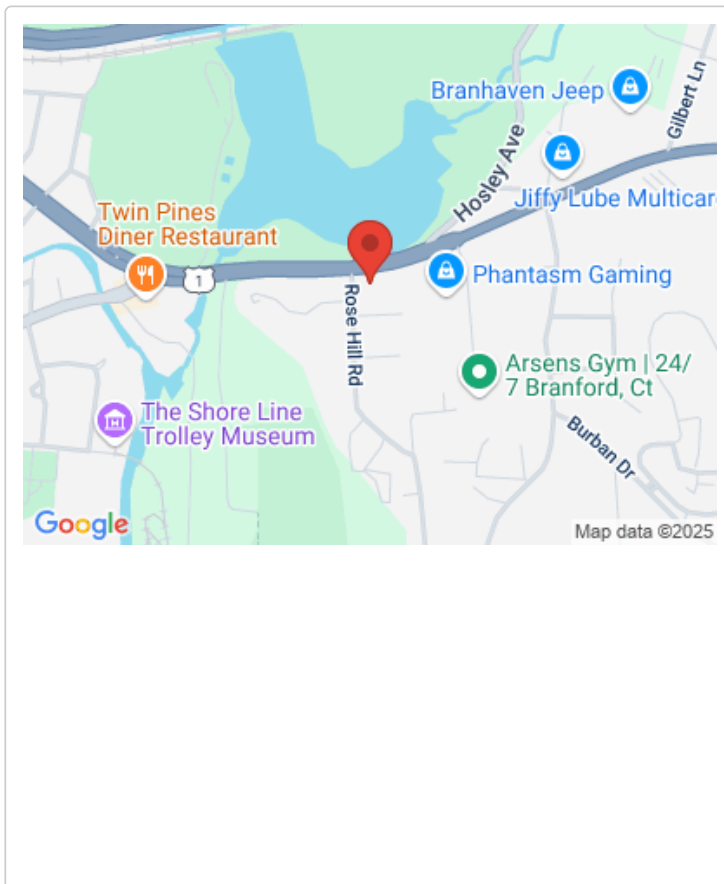 Branhaven Jeep
Gilbert Ln
Hosley Ave
Jiffy Lube Multicar
Twin Pines
Diner Restaurant
1
Phantasm Gaming
Rose Hill Rd
Arsens Gym | 24/
7 Branford, Ct
The Shore Line
Trolley Museum
Burban Dr
Google
Map data ©2025